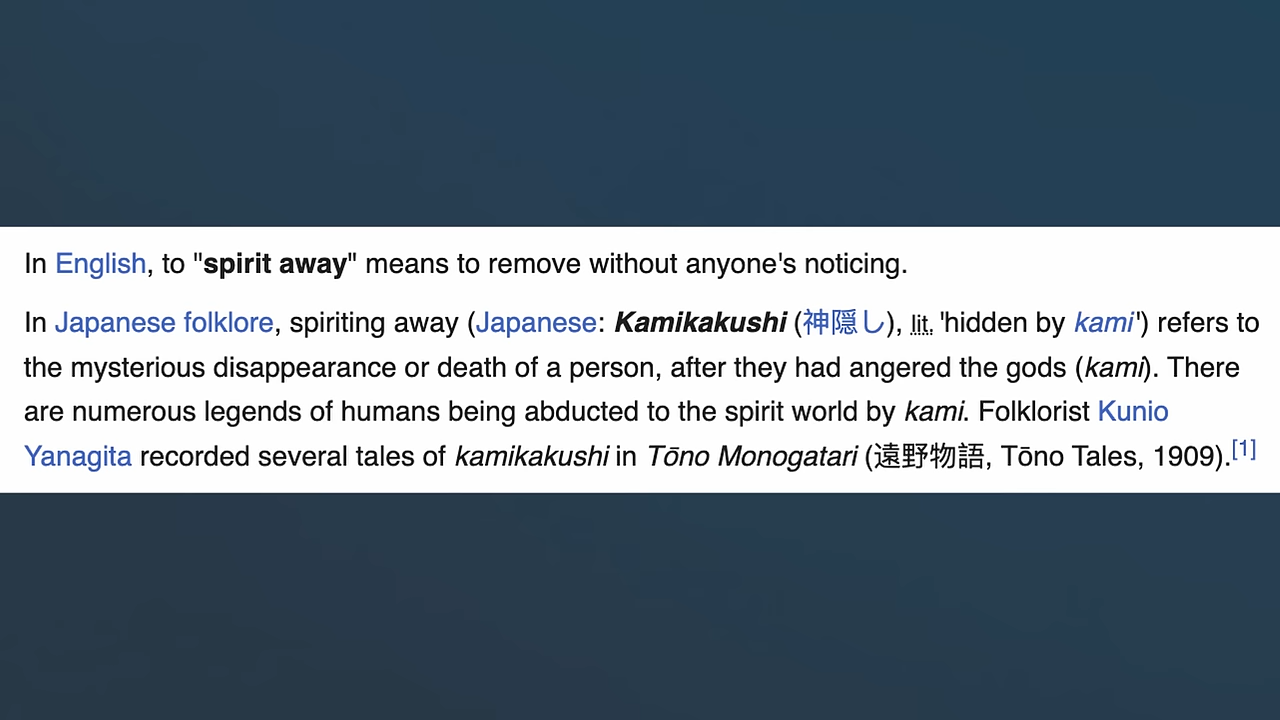 In English, to "spirit away" means to remove without anyone's noticing.
In Japanese folklore, spiriting away (Japanese: Kamikakushi (神隠し), lit. 'hidden by kami') refers to
the mysterious disappearance or death of a person, after they had angered the gods (kami). There
are numerous legends of humans being abducted to the spirit world by kami. Folklorist Kunio
Yanagita recorded several tales of kamikakushi in Tōno Monogatari (遠野物語, Tōno Tales, 1909).[1]